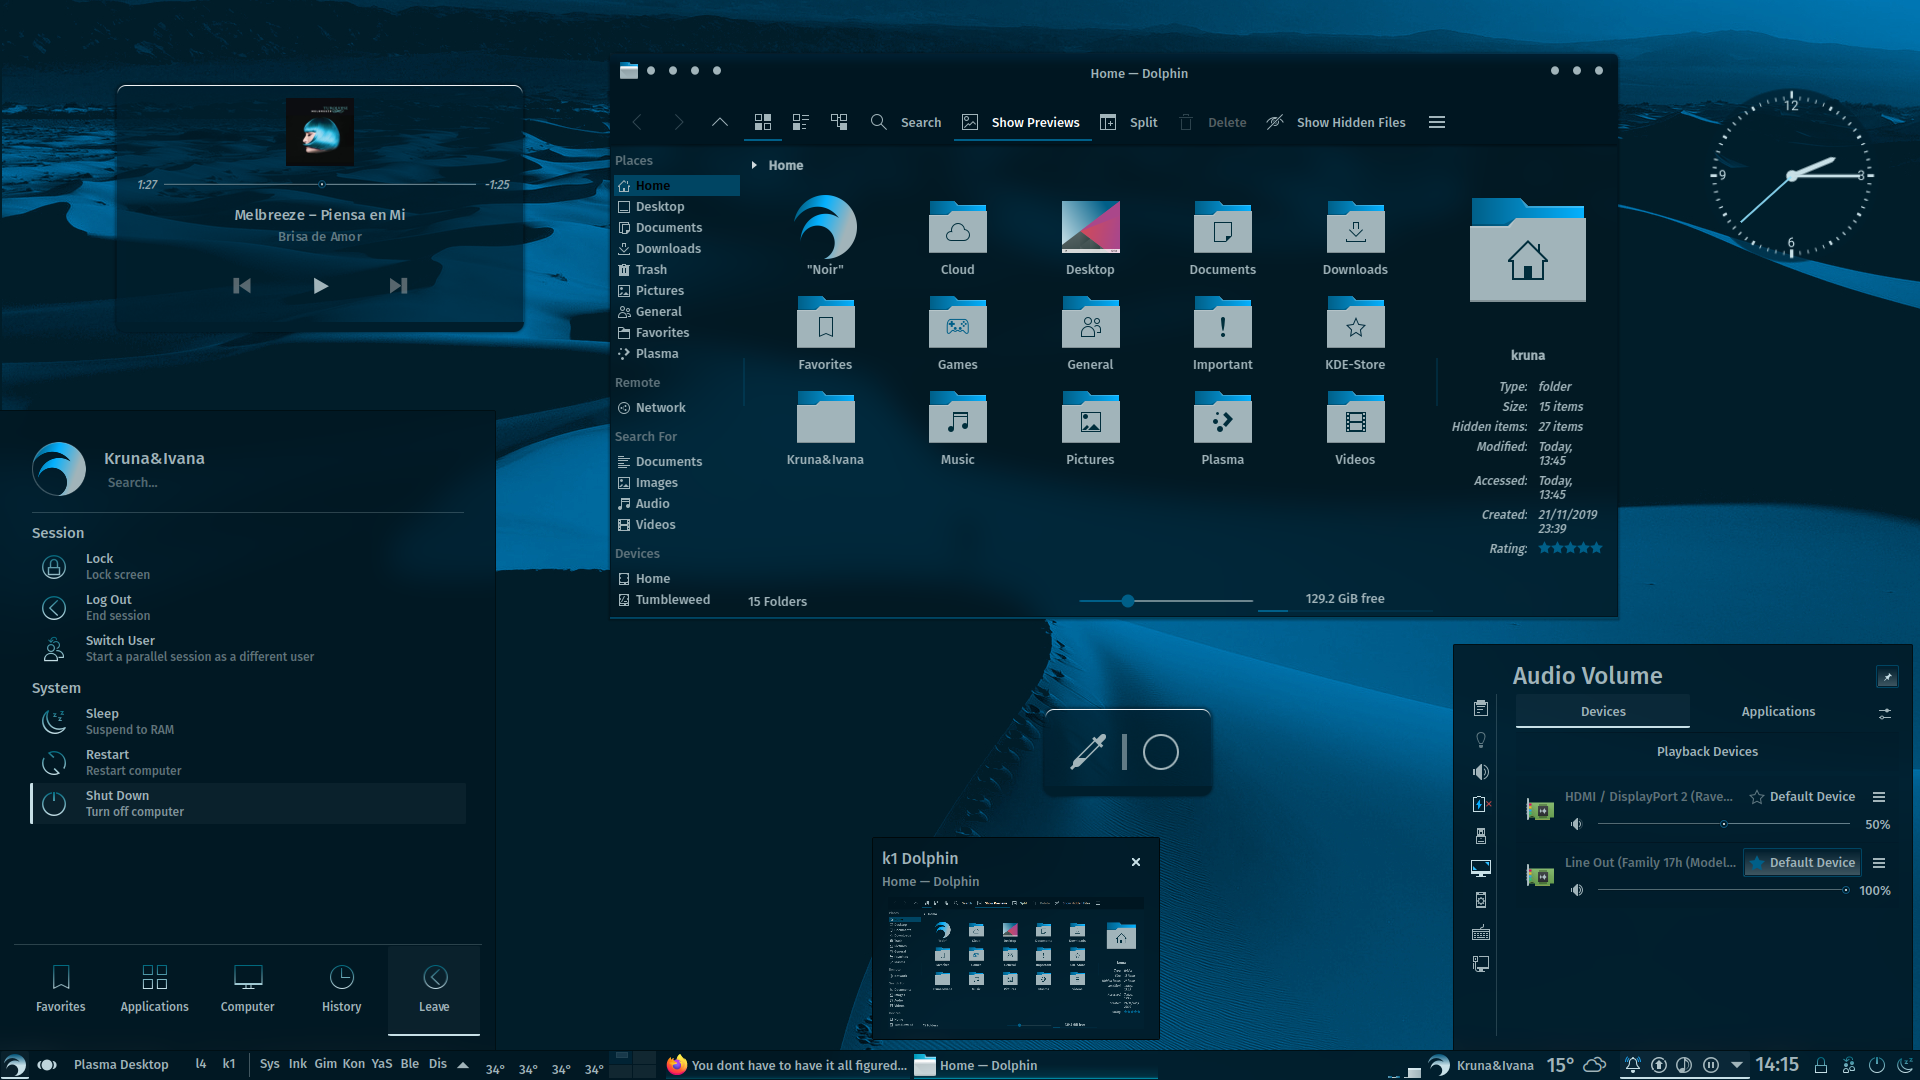 1:27
-1:25
Melbreeze – Piensa en Mi
Brisa de Amor
Home — Dolphin
Search
Show Previews
Split
Delete
Show Hidden Files
Places
Home
Desktop
Documents
Downloads
Trash
Pictures
General
Favorites
Plasma
Remote
Network
Search For
Documents
Images
Audio
Videos
Devices
Home
Tumbleweed
Home
"Noir"
Cloud
Desktop
Documents
Downloads
Favorites
Games
General
Important
KDE-Store
Kruna&Ivana
Music
Pictures
Plasma
Videos
15 Folders
129.2 GiB free
kruna
Type: folder
Size: 15 items
Hidden items: 27 items
Modified: Today,
13:45
Accessed: Today,
13:45
Created: 21/11/2019
23:39
Rating:
12
3
6
9
Kruna&Ivana
Search...
Session
Lock
Lock screen
Log Out
End session
Switch User
Start a parallel session as a different user
System
Sleep
Suspend to RAM
Restart
Restart computer
Shut Down
Turn off computer
Favorites
Applications
Computer
History
Leave
k1 Dolphin
Home — Dolphin
Audio Volume
Devices
Applications
Playback Devices
HDMI / DisplayPort 2 (Rave...
Default Device
50%
Line Out (Family 17h (Model...
Default Device
100%
Plasma Desktop
l4
k1
Sys
Ink
Gim
Kon
YaS
Ble
Dis
34°
34°
34°
34°
You dont have to have it all figured...
Home — Dolphin
Kruna&Ivana
15°
14:15